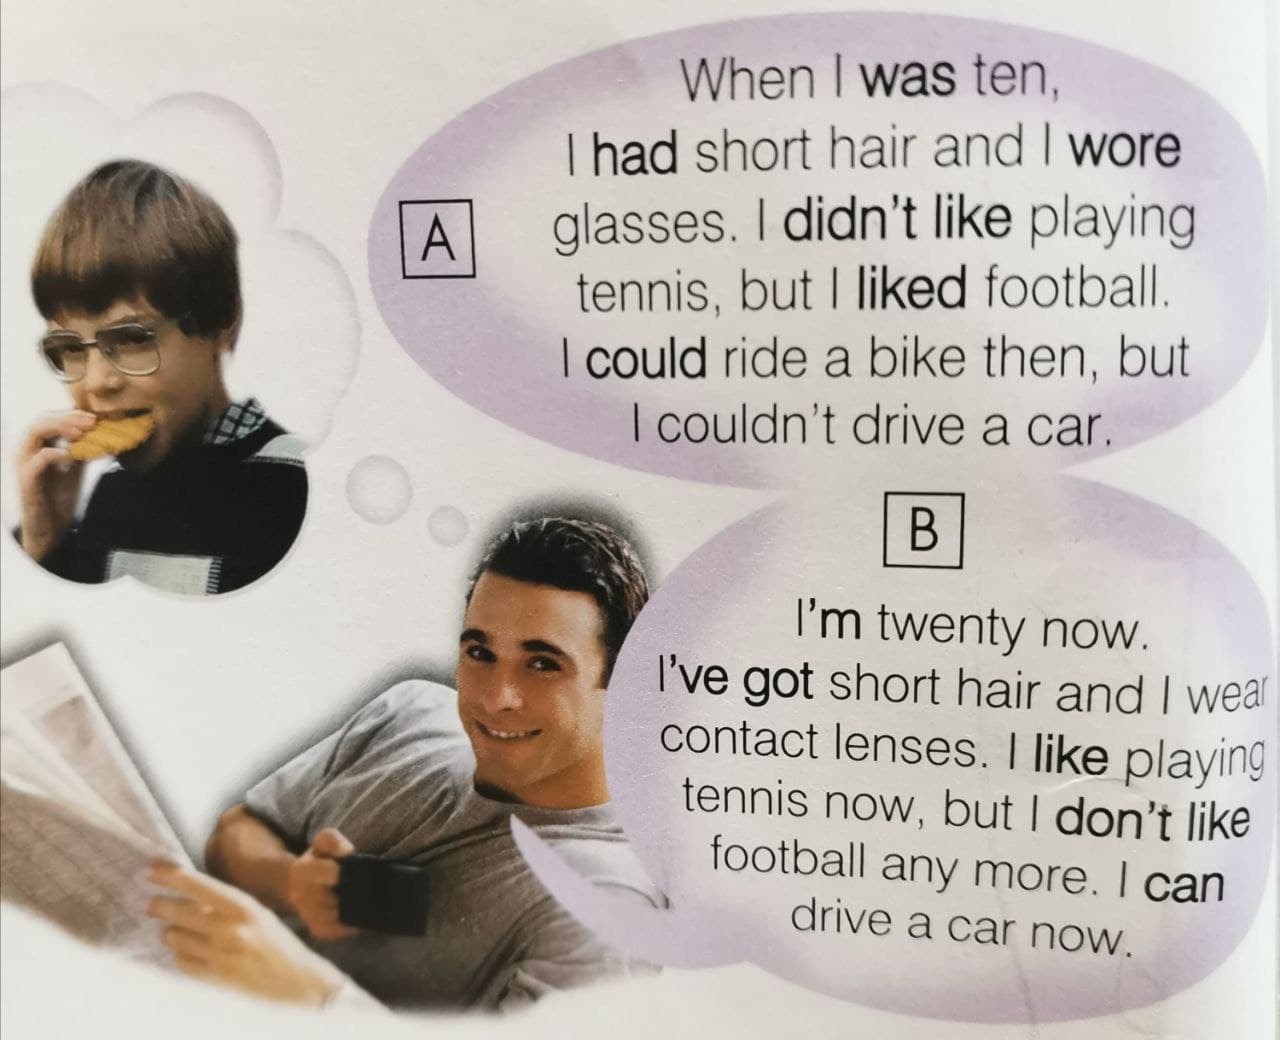 When I was ten,
I had short hair and I wore
glasses. I didn't like playing
tennis, but I liked football.
I could ride a bike then, but
I couldn't drive a car.
A
B
I'm twenty now.
I've got short hair and I wear
contact lenses. I like playing
tennis now, but I don't like
football any more. I can
drive a car now.